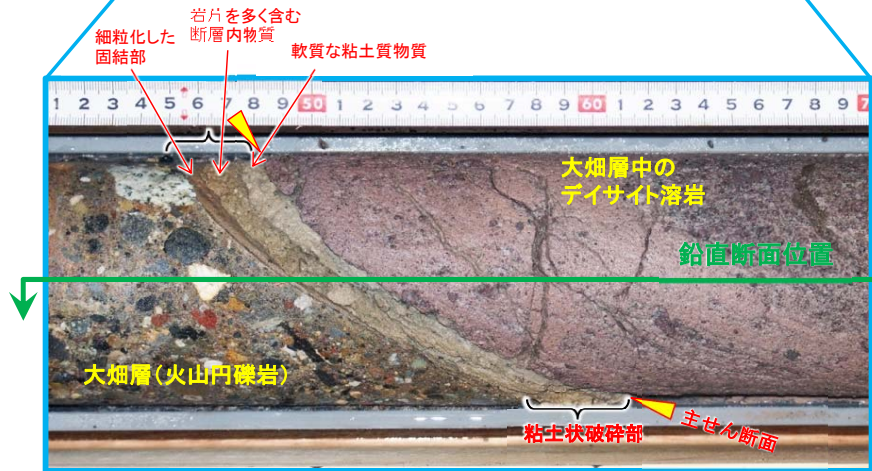 岩片を多く含む
断層内物質
細粒化した
固結部
軟質な粘土質物質
1 2 3 4 5 6 7 8 9 50 1 2 3 4 5 6 7 8 9 60 1 2 3 4 5 6 7 8 9 7
大畑層中の
デイサイト溶岩
鉛直断面位置
大畑層(火山円礫岩)
粘土状破砕部
主せん断面